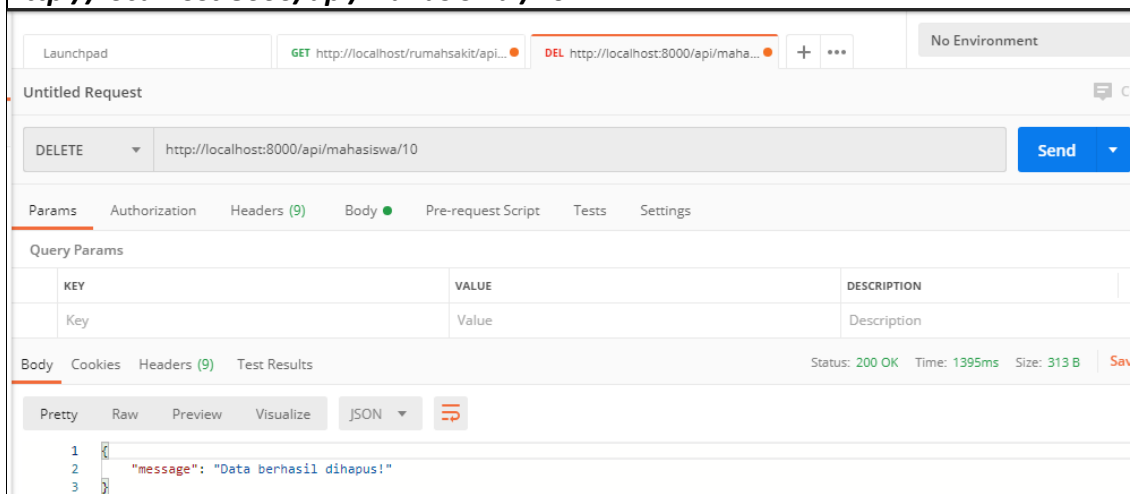 Launchpad GET http://localhost/rumahsakit/api... DEL http://localhost:8000/api/maha... + ••• No Environment
Untitled Request C
DELETE http://localhost:8000/api/mahasiswa/10 Send
Params Authorization Headers (9) Body Pre-request Script Tests Settings
Query Params
KEY VALUE DESCRIPTION
Key Value Description
Body Cookies Headers (9) Test Results Status: 200 OK Time: 1395ms Size: 313 B Sav
Pretty Raw Preview Visualize JSON
1 {
2 "message": "Data berhasil dihapus!"
3 }